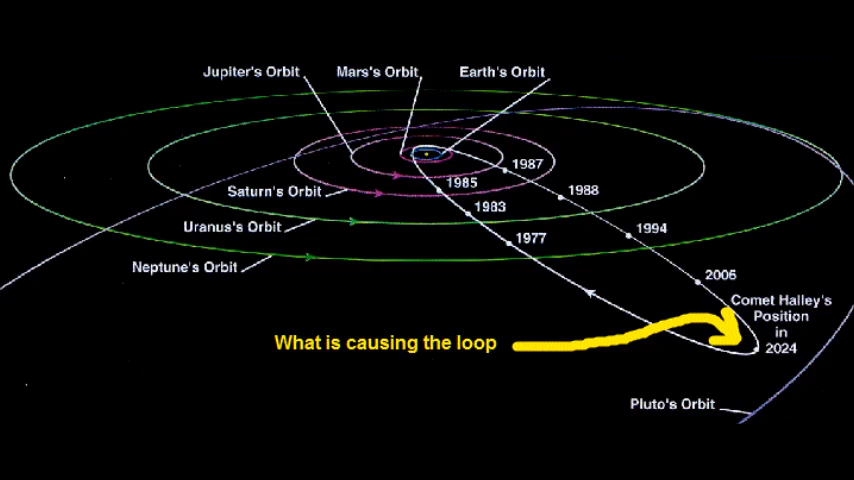 Jupiter's Orbit
Mars's Orbit
Earth's Orbit
1987
Saturn's Orbit
1985
1988
Uranus's Orbit
1983
1994
1977
Neptune's Orbit
2005
Comet Halley's
Position
in
2024
What is causing the loop
Pluto's Orbit